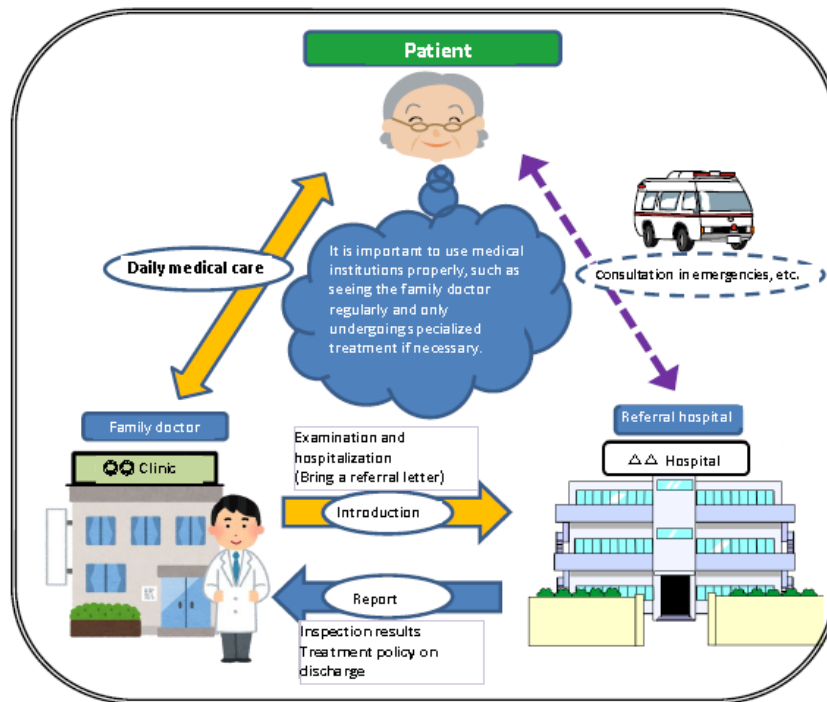 Patient
Daily medical care
It is important to use medical
institutions properly, such as
seeing the family doctor
regularly and only
undergoing specialized
treatment if necessary.
Consultation in emergencies, etc.
Family doctor
Referral hospital
◎◎ Clinic
△△ Hospital
Examination and
hospitalization
(Bring a referral letter)
Introduction
Report
Inspection results
Treatment policy on
discharge